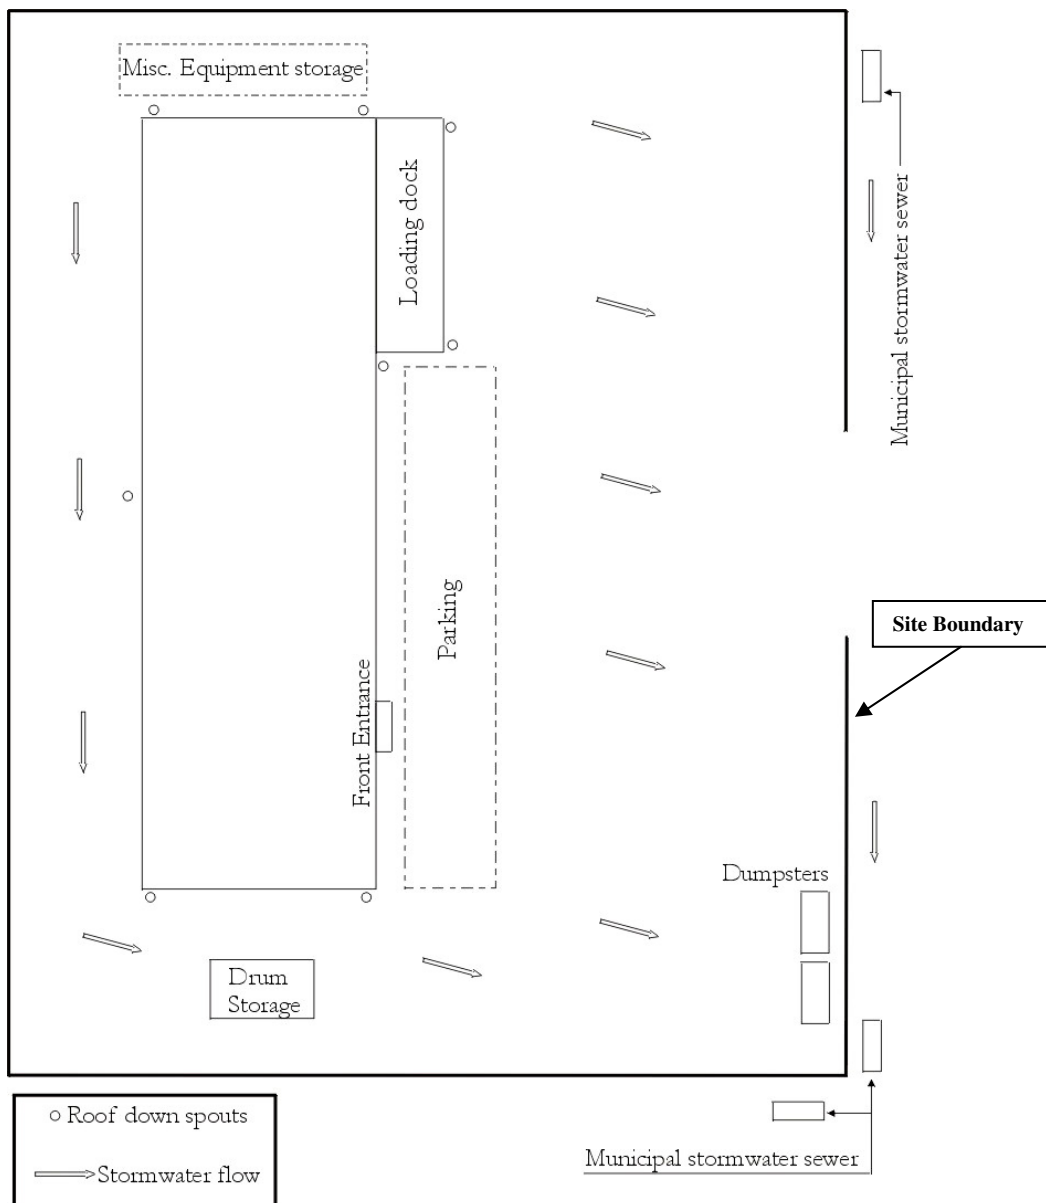 Misc. Equipment storage
Loading dock
Municipal stormwater sewer
Parking
Site Boundary
Front Entrance
Dumpsters
Drum
Storage
Roof down spouts
Stormwater flow
Municipal stormwater sewer